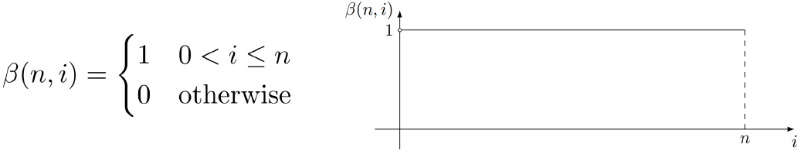 β(n, i) = { 1 0 < i ≤ n
0 otherwise
β(n, i)
1
n
i